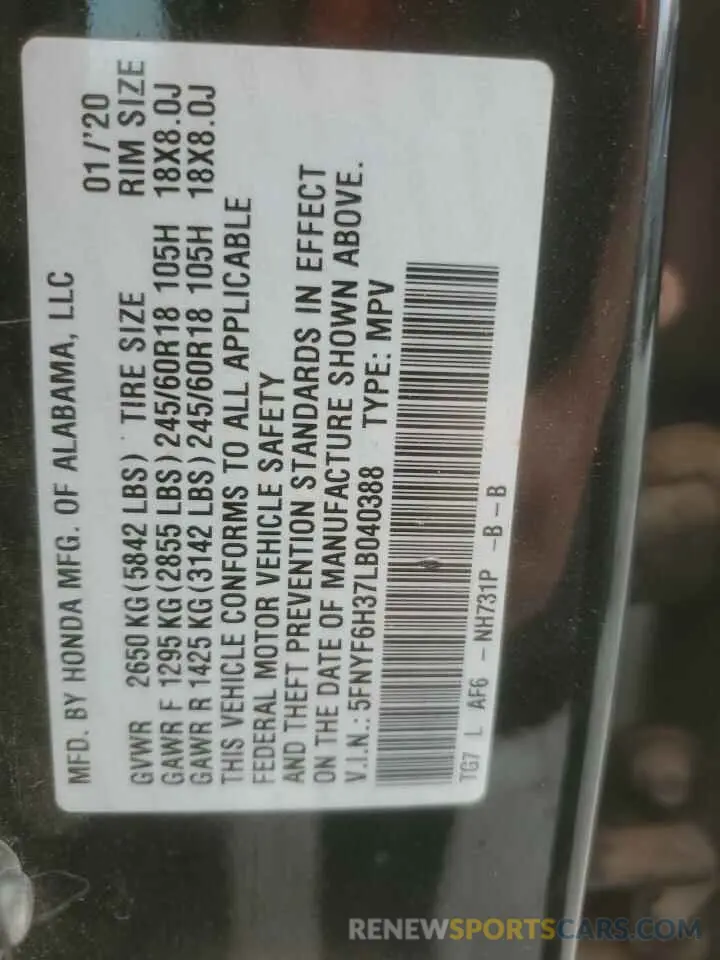 MFD. BY HONDA MFG. OF ALABAMA, LLC 01/'20
GVWR 2650 KG(5842 LBS) TIRE SIZE RIM SIZE
GAWR F 1295 KG(2855 LBS) 245/60R18 105H 18X8.0J
GAWR R 1425 KG(3142 LBS) 245/60R18 105H 18X8.0J
THIS VEHICLE CONFORMS TO ALL APPLICABLE
FEDERAL MOTOR VEHICLE SAFETY
AND THEFT PREVENTION STANDARDS IN EFFECT
ON THE DATE OF MANUFACTURE SHOWN ABOVE.
V.I.N.: 5FNYF6H37LB040388 TYPE: MPV
TG7 L AF6 - NH731P -B-B
RENEWSPORTSCARS.COM